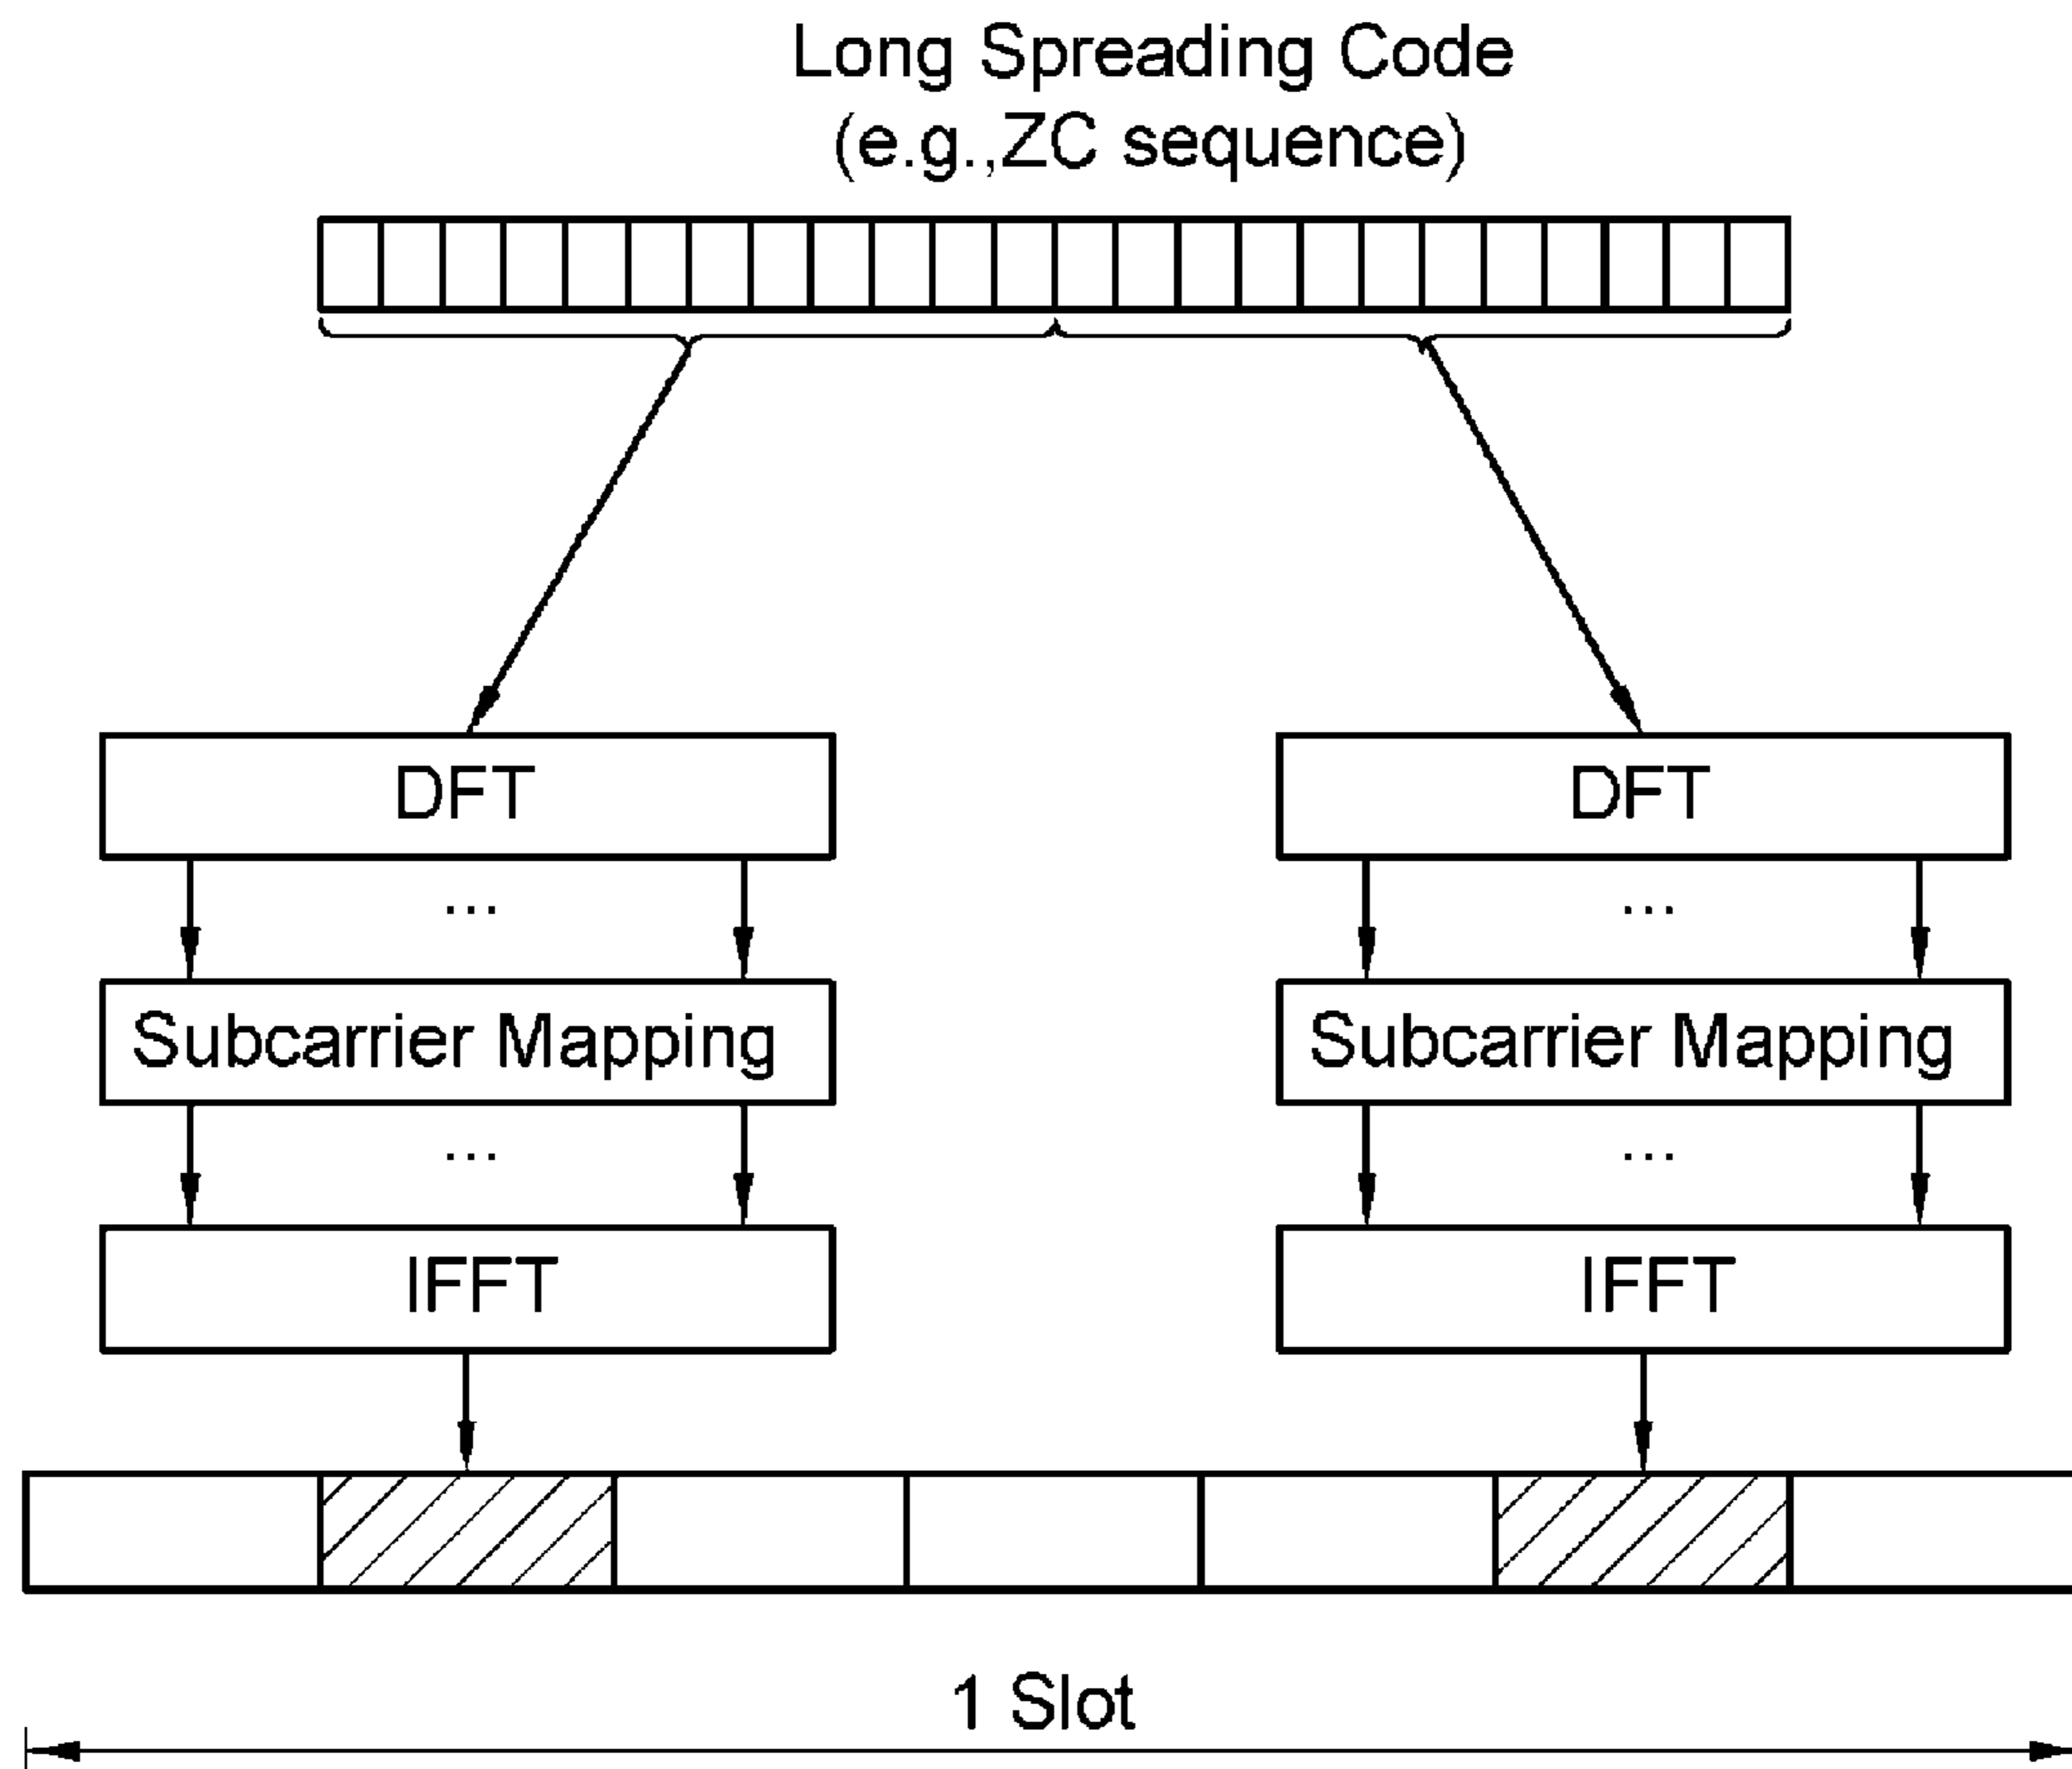 Long Spreading Code
(e.g.,ZC sequence)
DFT
DFT
...
...
Subcarrier Mapping
Subcarrier Mapping
...
...
IFFT
IFFT
1 Slot